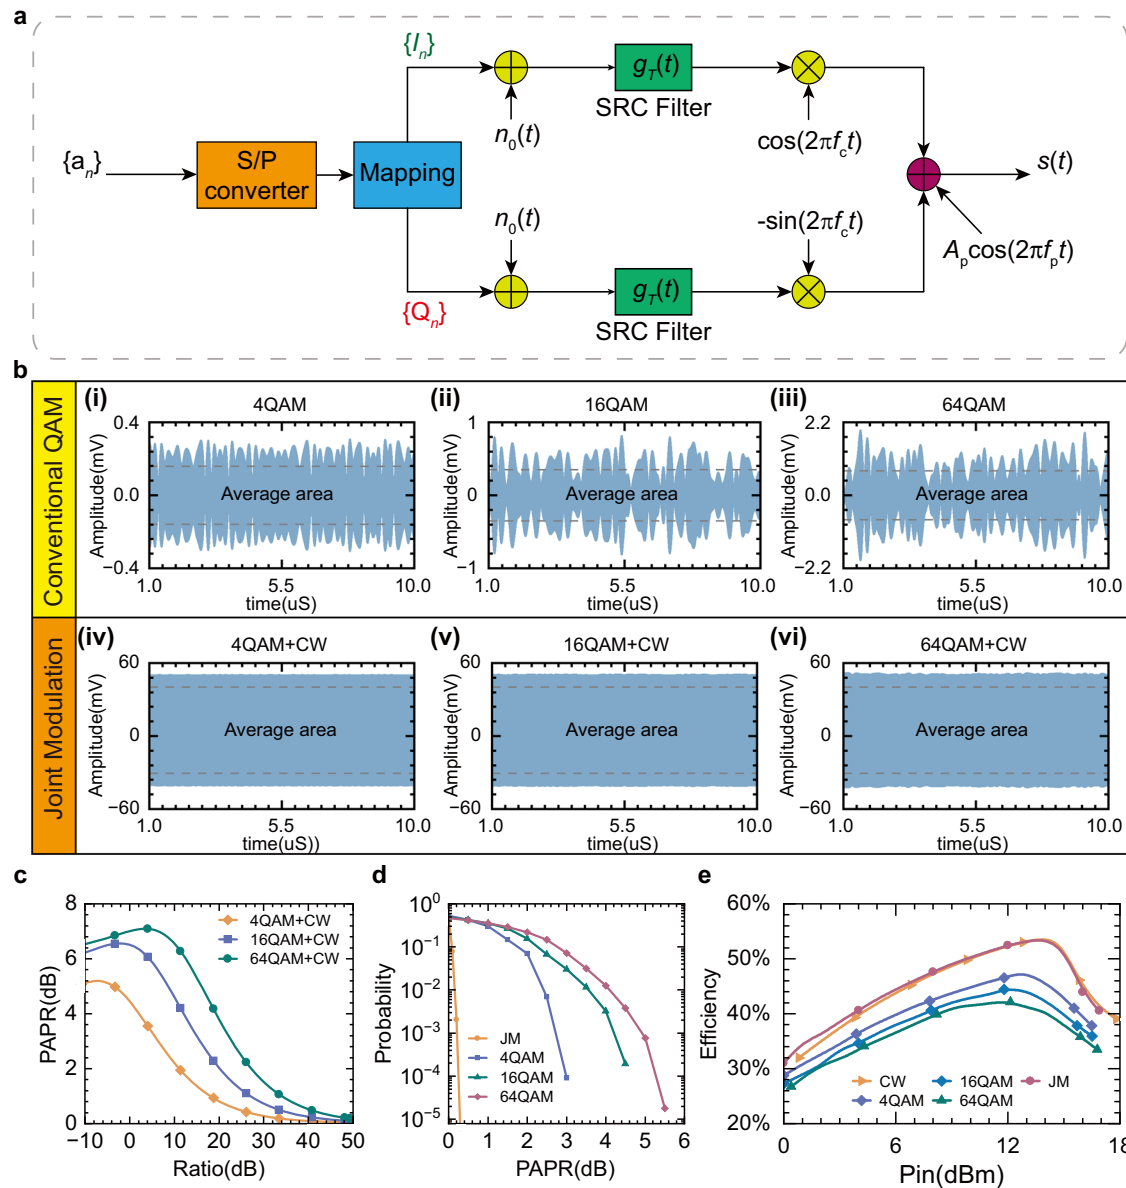 a
{I_n}
g_T(t)
SRC Filter
n_0(t)
cos(2πf_c t)
{a_n}
S/P
converter
Mapping
s(t)
n_0(t)
-sin(2πf_c t)
A_p cos(2πf_p t)
{Q_n}
g_T(t)
SRC Filter
b
Conventional QAM
(i)
4QAM
Amplitude(mV)
0.4
0.0
−0.4
Average area
1.0
5.5
10.0
time(uS)
(ii)
16QAM
Amplitude(mV)
1
0
−1
Average area
1.0
5.5
10.0
time(uS)
(iii)
64QAM
Amplitude(mV)
2.2
0.0
−2.2
Average area
1.0
5.5
10.0
time(uS)
Joint Modulation
(iv)
4QAM+CW
Amplitude(mV)
60
0
−60
Average area
1.0
5.5
10.0
time(uS))
(v)
16QAM+CW
Amplitude(mV)
60
0
−60
Average area
1.0
5.5
10.0
time(uS)
(vi)
64QAM+CW
Amplitude(mV)
60
0
−60
Average area
1.0
5.5
10.0
time(uS)
c
PAPR(dB)
8
6
4
2
0
4QAM+CW
16QAM+CW
64QAM+CW
−10 0 10 20 30 40 50
Ratio(dB)
d
Probability
10^0
10^-1
10^-2
10^-3
10^-4
10^-5
JM
4QAM
16QAM
64QAM
0 1 2 3 4 5 6
PAPR(dB)
e
Efficiency
60%
50%
40%
30%
20%
CW
16QAM
JM
4QAM
64QAM
0 6 12 18
Pin(dBm)